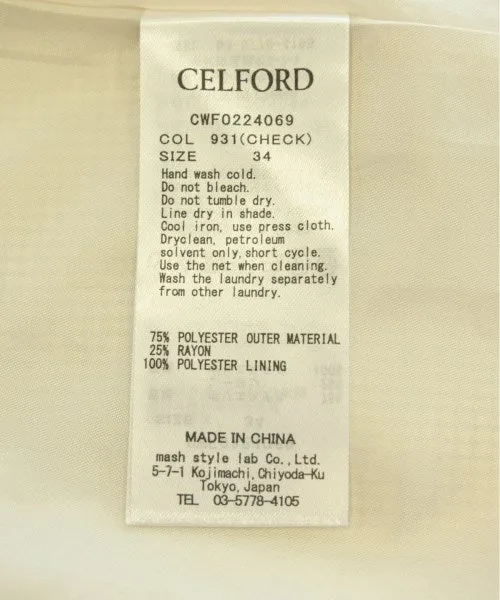 CELFORD
CWF0224069
COL 931(CHECK)
SIZE 34
Hand wash cold.
Do not bleach.
Do not tumble dry.
Line dry in shade.
Cool iron, use press cloth.
Dryclean, petroleum
solvent only, short cycle.
Use the net when cleaning.
Wash the laundry separately
from other laundry.
75% POLYESTER OUTER MATERIAL
25% RAYON
100% POLYESTER LINING
MADE IN CHINA
mash style lab Co., Ltd.
5-7-1 Kojimachi, Chiyoda-Ku
Tokyo, Japan
TEL 03-5778-4105